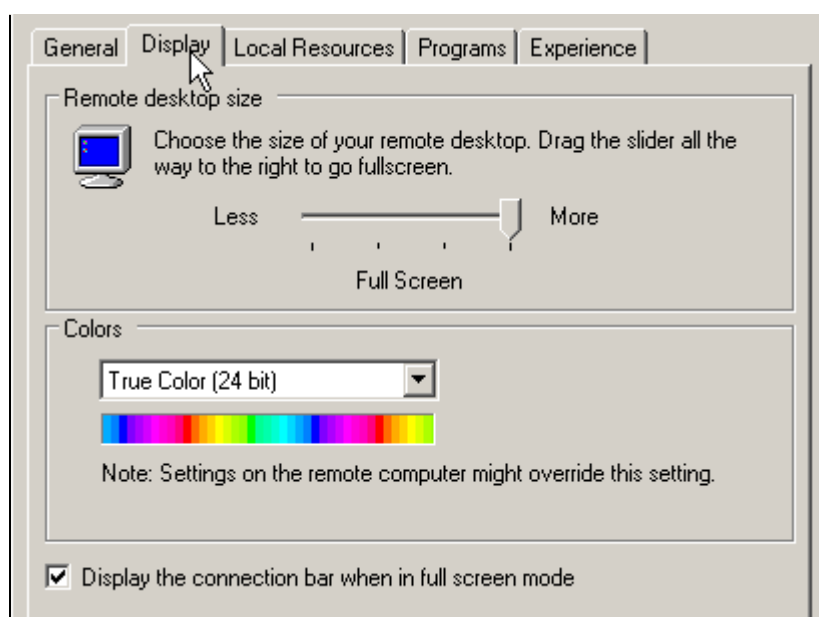 General Display Local Resources Programs Experience
Remote desktop size
Choose the size of your remote desktop. Drag the slider all the
way to the right to go fullscreen.
Less More
Full Screen
Colors
True Color (24 bit)
Note: Settings on the remote computer might override this setting.
Display the connection bar when in full screen mode